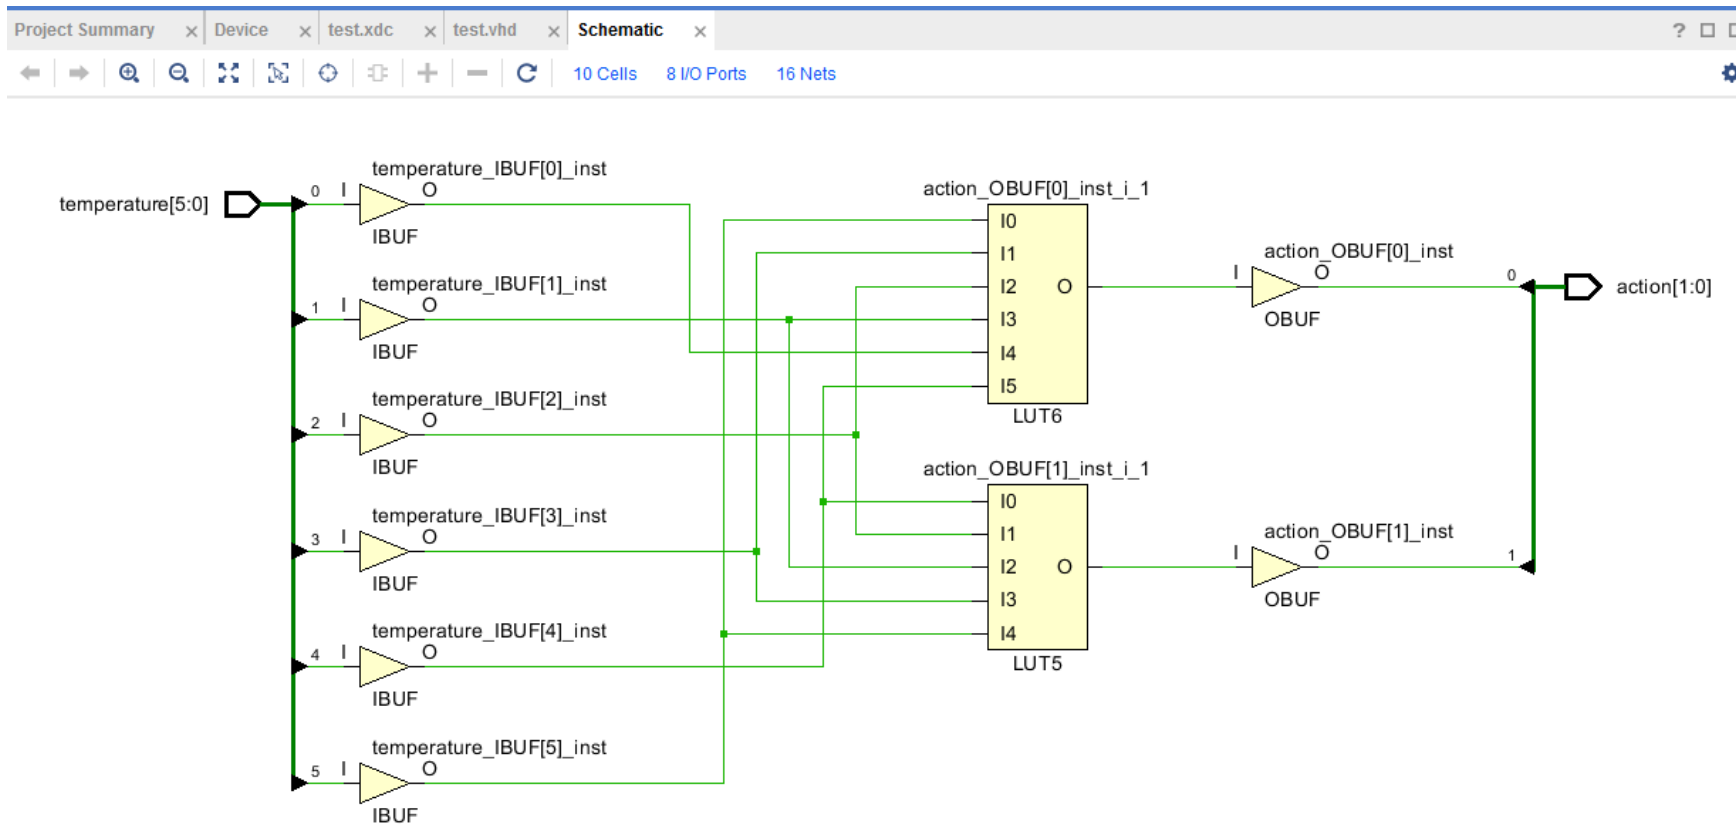 Project Summary × Device × test.xdc × test.vhd × Schematic ×
?
10 Cells 8 I/O Ports 16 Nets
temperature[5:0]
temperature_IBUF[0]_inst
0 I O
IBUF
temperature_IBUF[1]_inst
1 I O
IBUF
temperature_IBUF[2]_inst
2 I O
IBUF
temperature_IBUF[3]_inst
3 I O
IBUF
temperature_IBUF[4]_inst
4 I O
IBUF
temperature_IBUF[5]_inst
5 I O
IBUF
action_OBUF[0]_inst_i_1
I0
I1
I2 O
I3
I4
I5
LUT6
action_OBUF[1]_inst_i_1
I0
I1
I2 O
I3
I4
LUT5
action_OBUF[0]_inst
I O
OBUF
0
action[1:0]
action_OBUF[1]_inst
I O
OBUF
1